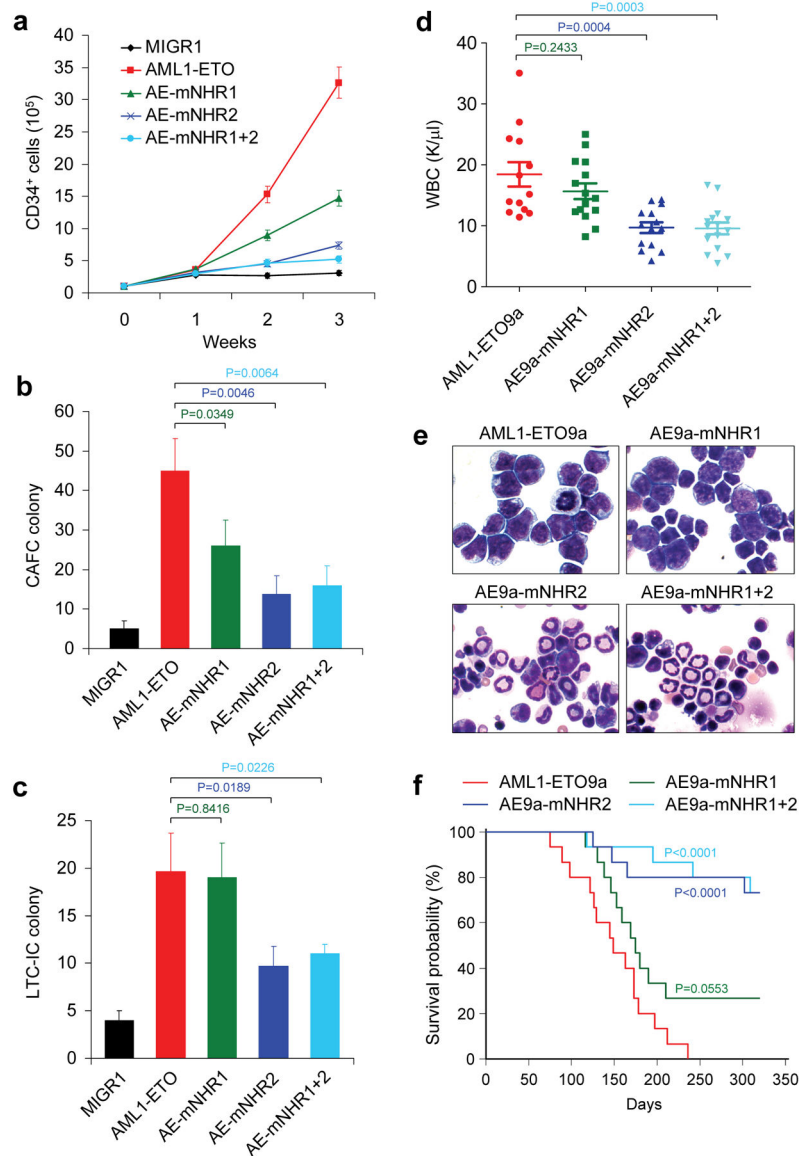 a
MIGR1
AML1-ETO
AE-mNHR1
AE-mNHR2
AE-mNHR1+2
CD34+ cells (10⁵)
40
35
30
25
20
15
10
5
0
0 1 2 3
Weeks
b
P=0.0064
P=0.0046
P=0.0349
CAFC colony
60
50
40
30
20
10
0
MIGR1
AML1-ETO
AE-mNHR1
AE-mNHR2
AE-mNHR1+2
c
P=0.0226
P=0.0189
P=0.8416
LTC-IC colony
25
20
15
10
5
0
MIGR1
AML1-ETO
AE-mNHR1
AE-mNHR2
AE-mNHR1+2
d
P=0.0003
P=0.0004
P=0.2433
WBC (K/µl)
40
30
20
10
0
AML1-ETO9a
AE9a-mNHR1
AE9a-mNHR2
AE9a-mNHR1+2
e
AML1-ETO9a AE9a-mNHR1
AE9a-mNHR2 AE9a-mNHR1+2
f
AML1-ETO9a AE9a-mNHR1
AE9a-mNHR2 AE9a-mNHR1+2
Survival probability (%)
100
80
60
40
20
0
P<0.0001
P<0.0001
P=0.0553
0 50 100 150 200 250 300 350
Days